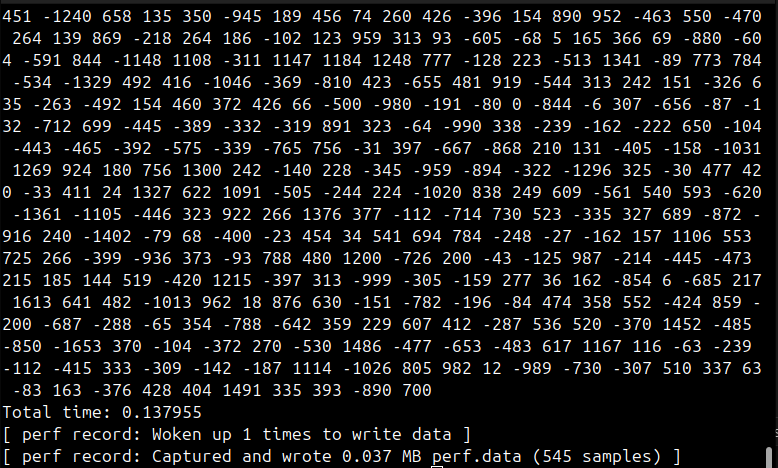 451 -1240 658 135 350 -945 189 456 74 260 426 -396 154 890 952 -463 550 -470
264 139 869 -218 264 186 -102 123 959 313 93 -605 -68 5 165 366 69 -880 -60
4 -591 844 -1148 1108 -311 1147 1184 1248 777 -128 223 -513 1341 -89 773 784
-534 -1329 492 416 -1046 -369 -810 423 -655 481 919 -544 313 242 151 -326 6
35 -263 -492 154 460 372 426 66 -500 -980 -191 -80 0 -844 -6 307 -656 -87 -1
32 -712 699 -445 -389 -332 -319 891 323 -64 -990 338 -239 -162 -222 650 -104
-443 -465 -392 -575 -339 -765 756 -31 397 -667 -868 210 131 -405 -158 -1031
1269 924 180 756 1300 242 -140 228 -345 -959 -894 -322 -1296 325 -30 477 42
0 -33 411 24 1327 622 1091 -505 -244 224 -1020 838 249 609 -561 540 593 -620
-1361 -1105 -446 323 922 266 1376 377 -112 -714 730 523 -335 327 689 -872 -
916 240 -1402 -79 68 -400 -23 454 34 541 694 784 -248 -27 -162 157 1106 553
725 266 -399 -936 373 -93 788 480 1200 -726 200 -43 -125 987 -214 -445 -473
215 185 144 519 -420 1215 -397 313 -999 -305 -159 277 36 162 -854 6 -685 217
1613 641 482 -1013 962 18 876 630 -151 -782 -196 -84 474 358 552 -424 859 -
200 -687 -288 -65 354 -788 -642 359 229 607 412 -287 536 520 -370 1452 -485
-850 -1653 370 -104 -372 270 -530 1486 -477 -653 -483 617 1167 116 -63 -239
-112 -415 333 -309 -142 -187 1114 -1026 805 982 12 -989 -730 -307 510 337 63
-83 163 -376 428 404 1491 335 393 -890 700
Total time: 0.137955
[ perf record: Woken up 1 times to write data ]
[ perf record: Captured and wrote 0.037 MB perf.data (545 samples) ]